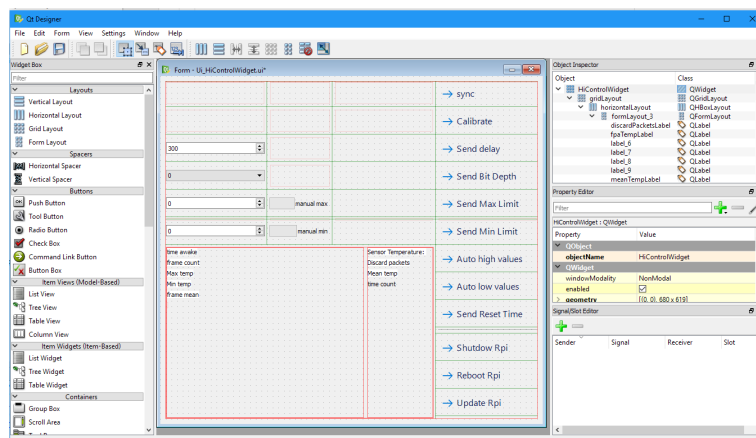 Qt Designer
File Edit Form View Settings Window Help
Widget Box
Filter
Layouts
Vertical Layout
Horizontal Layout
Grid Layout
Form Layout
Spacers
Horizontal Spacer
Vertical Spacer
Buttons
Push Button
Tool Button
Radio Button
Check Box
Command Link Button
Button Box
Item Views (Model-Based)
List View
Tree View
Table View
Column View
Item Widgets (Item-Based)
List Widget
Tree Widget
Table Widget
Containers
Group Box
Scroll Area
Form - Ui_HiControlWidget.ui*
sync
Calibrate
300 Send delay
0 Send Bit Depth
0 manual max Send Max Limit
0 manual min Send Min Limit
time awake Sensor Temperature:
frame count Discard packets
Max temp Mean temp
Min temp time count
frame mean
Auto high values
Auto low values
Send Reset Time
Shutdow Rpi
Reboot Rpi
Update Rpi
Object Inspector
Object Class
HiControlWidget QWidget
gridLayout QGridLayout
horizontalLayout QHBoxLayout
formLayout_3 QFormLayout
discardPacketsLabel QLabel
fpaTempLabel QLabel
label_6 QLabel
label_7 QLabel
label_8 QLabel
label_9 QLabel
meanTempLabel QLabel
Property Editor
Filter
HiControlWidget : QWidget
Property Value
QObject
objectName HiControlWidget
QWidget
windowModality NonModal
enabled
geometry [(0, 0), 680 x 619]
Signal/Slot Editor
Sender Signal Receiver Slot